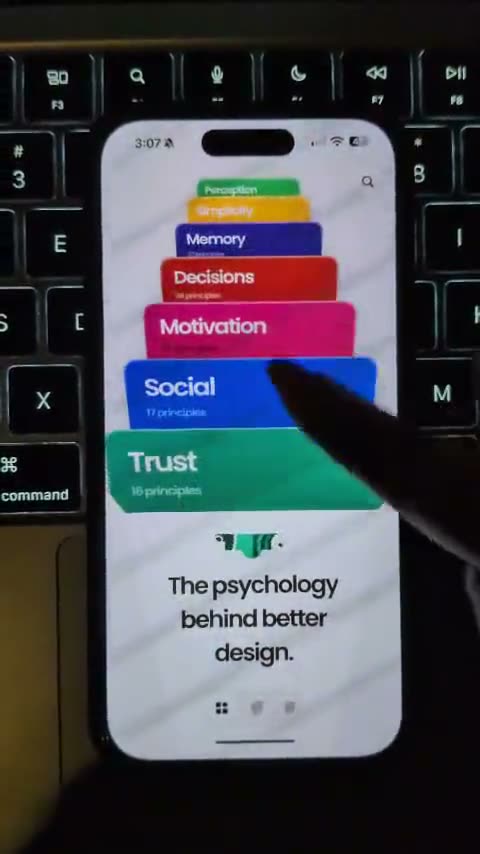 F3
F7
F8
#
3
8
E
I
S
X
M
⌘
command
3:07
Perception
Simplicity
Memory
Decisions
Motivation
Social
17 principles
Trust
16 principles
The psychology
behind better
design.